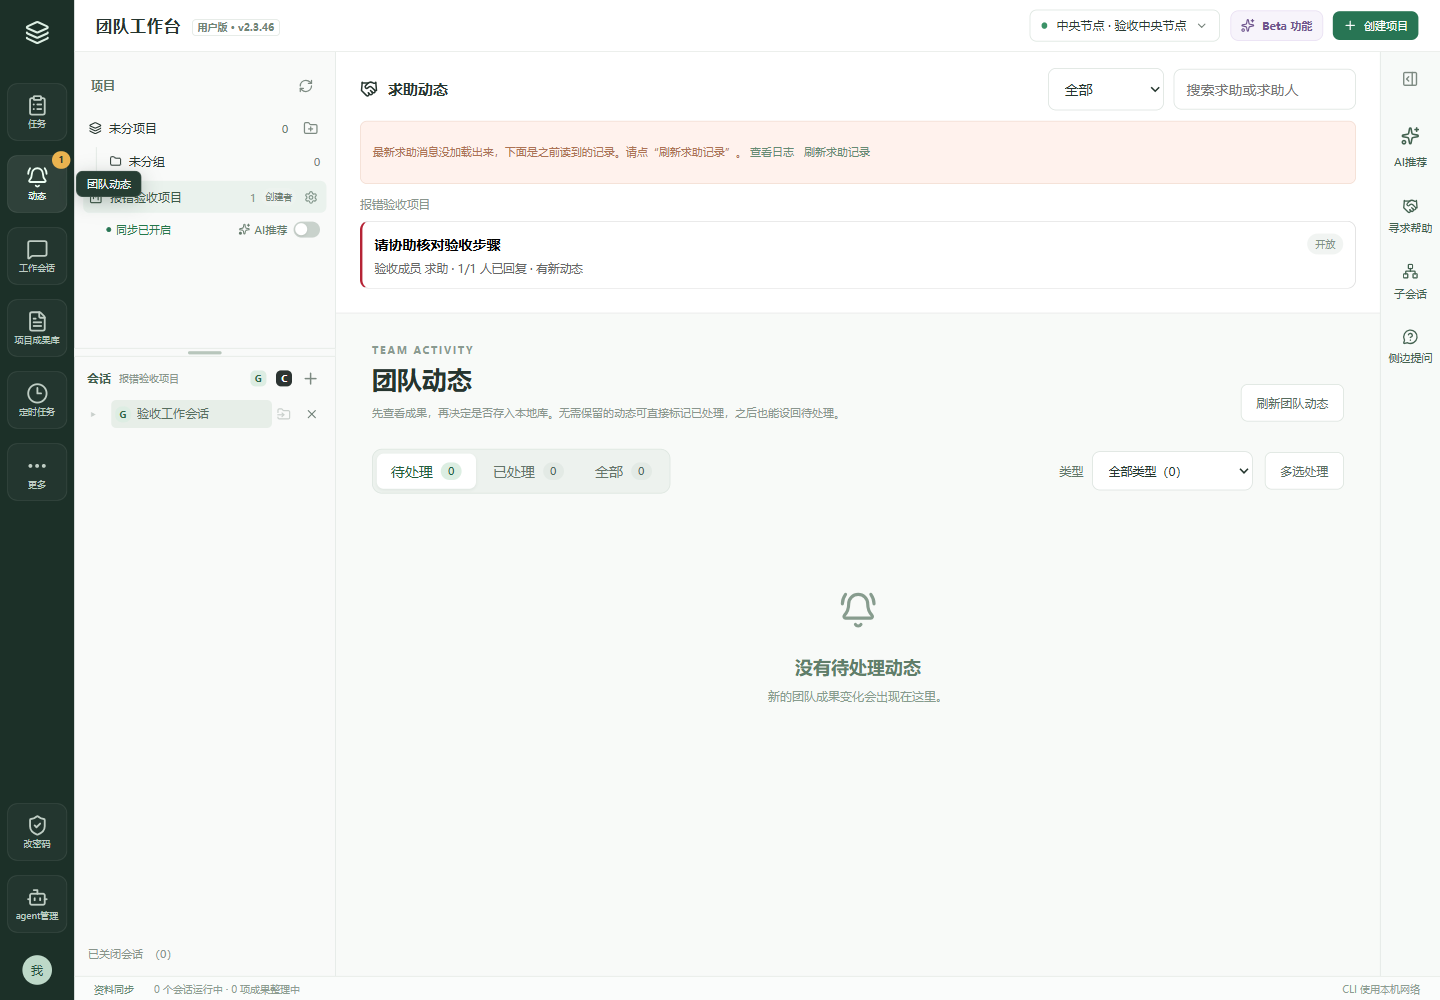 团队工作台
用户版 • v2.3.46
中央节点 · 验收中央节点
Beta 功能
创建项目
任务
1
动态
工作会话
项目成果库
定时任务
更多
改密码
agent管理
我
项目
未分项目 0
未分组 0
团队动态
报错验收项目 1 创建者
同步已开启 AI推荐
会话 报错验收项目 G C
G 验收工作会话
已关闭会话 (0)
求助动态
全部
搜索求助或求助人
最新求助消息没加载出来，下面是之前读到的记录。请点“刷新求助记录”。 查看日志 刷新求助记录
报错验收项目
请协助核对验收步骤
开放
验收成员 求助 · 1/1 人已回复 · 有新动态
TEAM ACTIVITY
团队动态
先查看成果，再决定是否存入本地库。无需保留的动态可直接标记已处理，之后也能设回待处理。
刷新团队动态
待处理 0 已处理 0 全部 0
类型 全部类型（0） 多选处理
没有待处理动态
新的团队成果变化会出现在这里。
AI推荐
寻求帮助
子会话
侧边提问
资料同步 0 个会话运行中 · 0 项成果整理中
CLI 使用本机网络